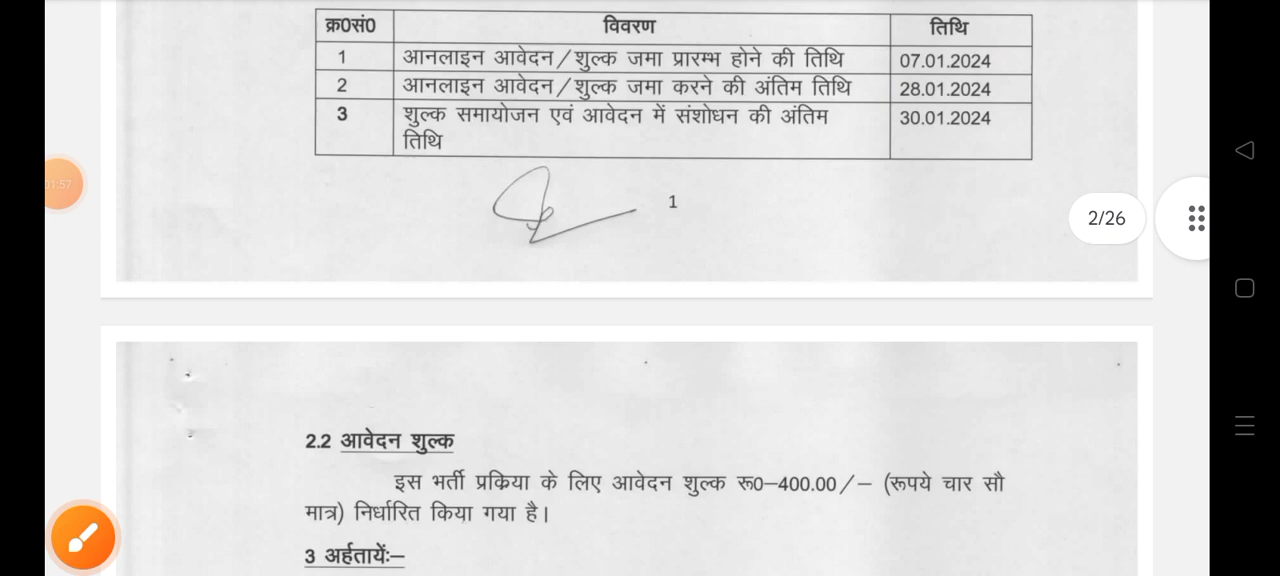 क्र0सं0 विवरण तिथि
1 आनलाइन आवेदन/शुल्क जमा प्रारम्भ होने की तिथि 07.01.2024
2 आनलाइन आवेदन/शुल्क जमा करने की अंतिम तिथि 28.01.2024
3 शुल्क समायोजन एवं आवेदन में संशोधन की अंतिम 30.01.2024
तिथि
01:57
1
2/26
2.2 आवेदन शुल्क
इस भर्ती प्रकिया के लिए आवेदन शुल्क रू0–400.00/– (रूपये चार सौ
मात्र) निर्धारित किया गया है।
3 अर्हतायेंः–